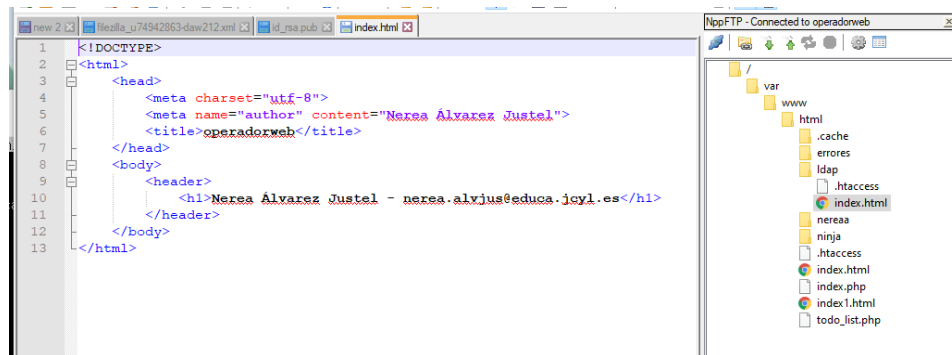 new 2 filezilla_u74942863-daw212.xml id_rsa.pub index.html
1 <!DOCTYPE>
2 <html>
3 <head>
4 <meta charset="utf-8">
5 <meta name="author" content="Nerea Álvarez Justel">
6 <title>operadorweb</title>
7 </head>
8 <body>
9 <header>
10 <h1>Nerea Álvarez Justel - nerea.alvjus@educa.jcyl.es</h1>
11 </header>
12 </body>
13 </html>
NppFTP - Connected to operadorweb
/
var
www
html
.cache
errores
ldap
.htaccess
index.html
nereaa
ninja
.htaccess
index.html
index.php
index1.html
todo_list.php